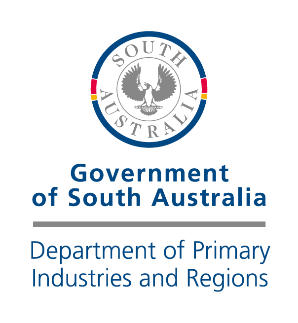 SOUTH
AUSTRALIA
Government
of South Australia
Department of Primary
Industries and Regions